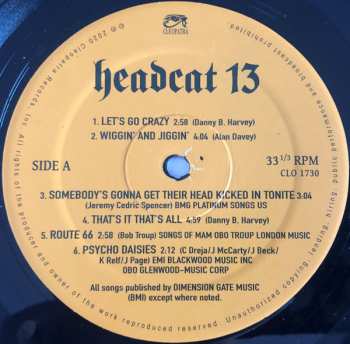 CLEOPATRA
headcat 13
1. LET'S GO CRAZY 2:58 (Danny B. Harvey)
2. WIGGIN' AND JIGGIN' 4:04 (Alan Davey)
SIDE A
33 1/3 RPM
CLO 1730
3. SOMEBODY'S GONNA GET THEIR HEAD KICKED IN TONITE 3:04
(Jeremy Cedric Spencer) BMG PLATINUM SONGS US
4. THAT'S IT THAT'S ALL 4:59 (Danny B. Harvey)
5. ROUTE 66 2:58 (Bob Troup) SONGS OF MAM OBO TROUP LONDON MUSIC
6. PSYCHO DAISIES 2:12 (C Dreja/J McCarty/J Beck/
K Relf/J Page) EMI BLACKWOOD MUSIC INC
OBO GLENWOOD-MUSIC CORP
All songs published by DIMENSION GATE MUSIC
(BMI) except where noted.
℗ © 2020 Cleopatra Records, Inc. All rights of the producer and owner of the work reproduced reserved. Unauthorized copying, lending, hiring, public performance and broadcast prohibited.